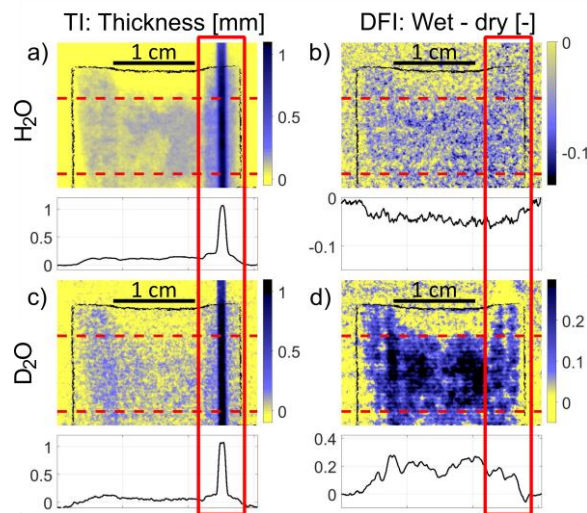 TI: Thickness [mm]
DFI: Wet - dry [-]
a)
1 cm
1
0.5
0
b)
1 cm
0
-0.1
H₂O
1
0.5
0
0
-0.05
-0.1
c)
1 cm
1
0.5
0
d)
1 cm
0.2
0.1
0
D₂O
1
0.5
0
0.4
0.2
0